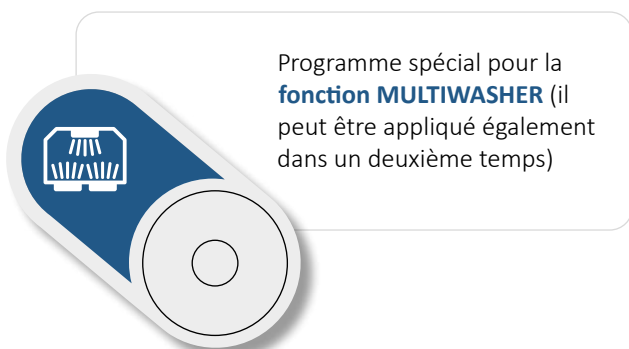 Programme spécial pour la
fonction MULTIWASHER (il
peut être appliqué également
dans un deuxième temps)